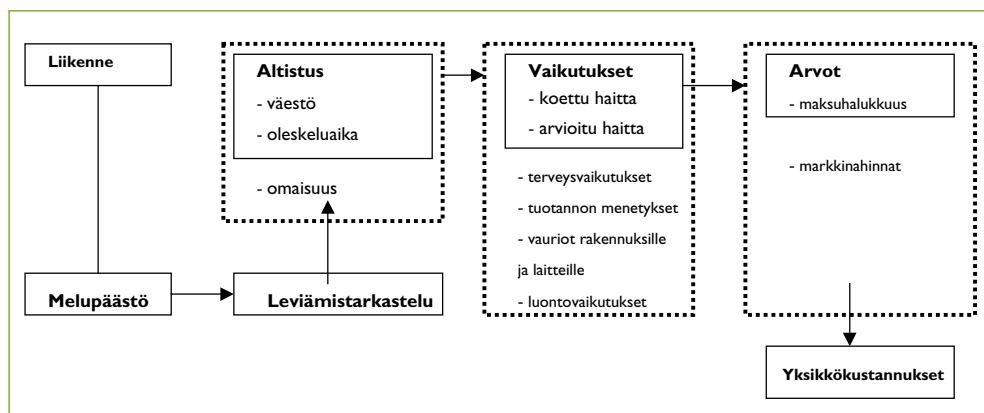 Liikenne
Melupäästö
Leviämistarkastelu
Altistus
- väestö
- oleskeluaika
- omaisuus
Vaikutukset
- koettu haitta
- arvioitu haitta
- terveysvaikutukset
- tuotannon menetykset
- vauriot rakennuksille
ja laitteille
- luontovaikutukset
Arvot
- maksuhalukkuus
- markkinahinnat
Yksikkökustannukset